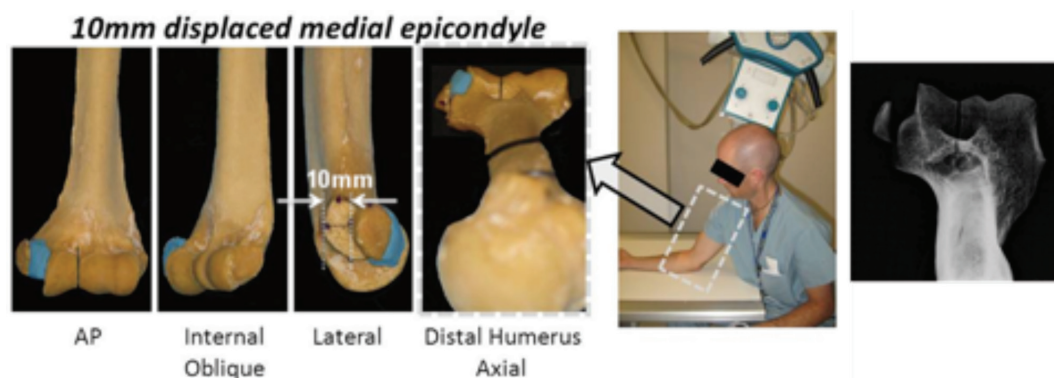 10mm displaced medial epicondyle
10mm
AP
Internal
Oblique
Lateral
Distal Humerus
Axial